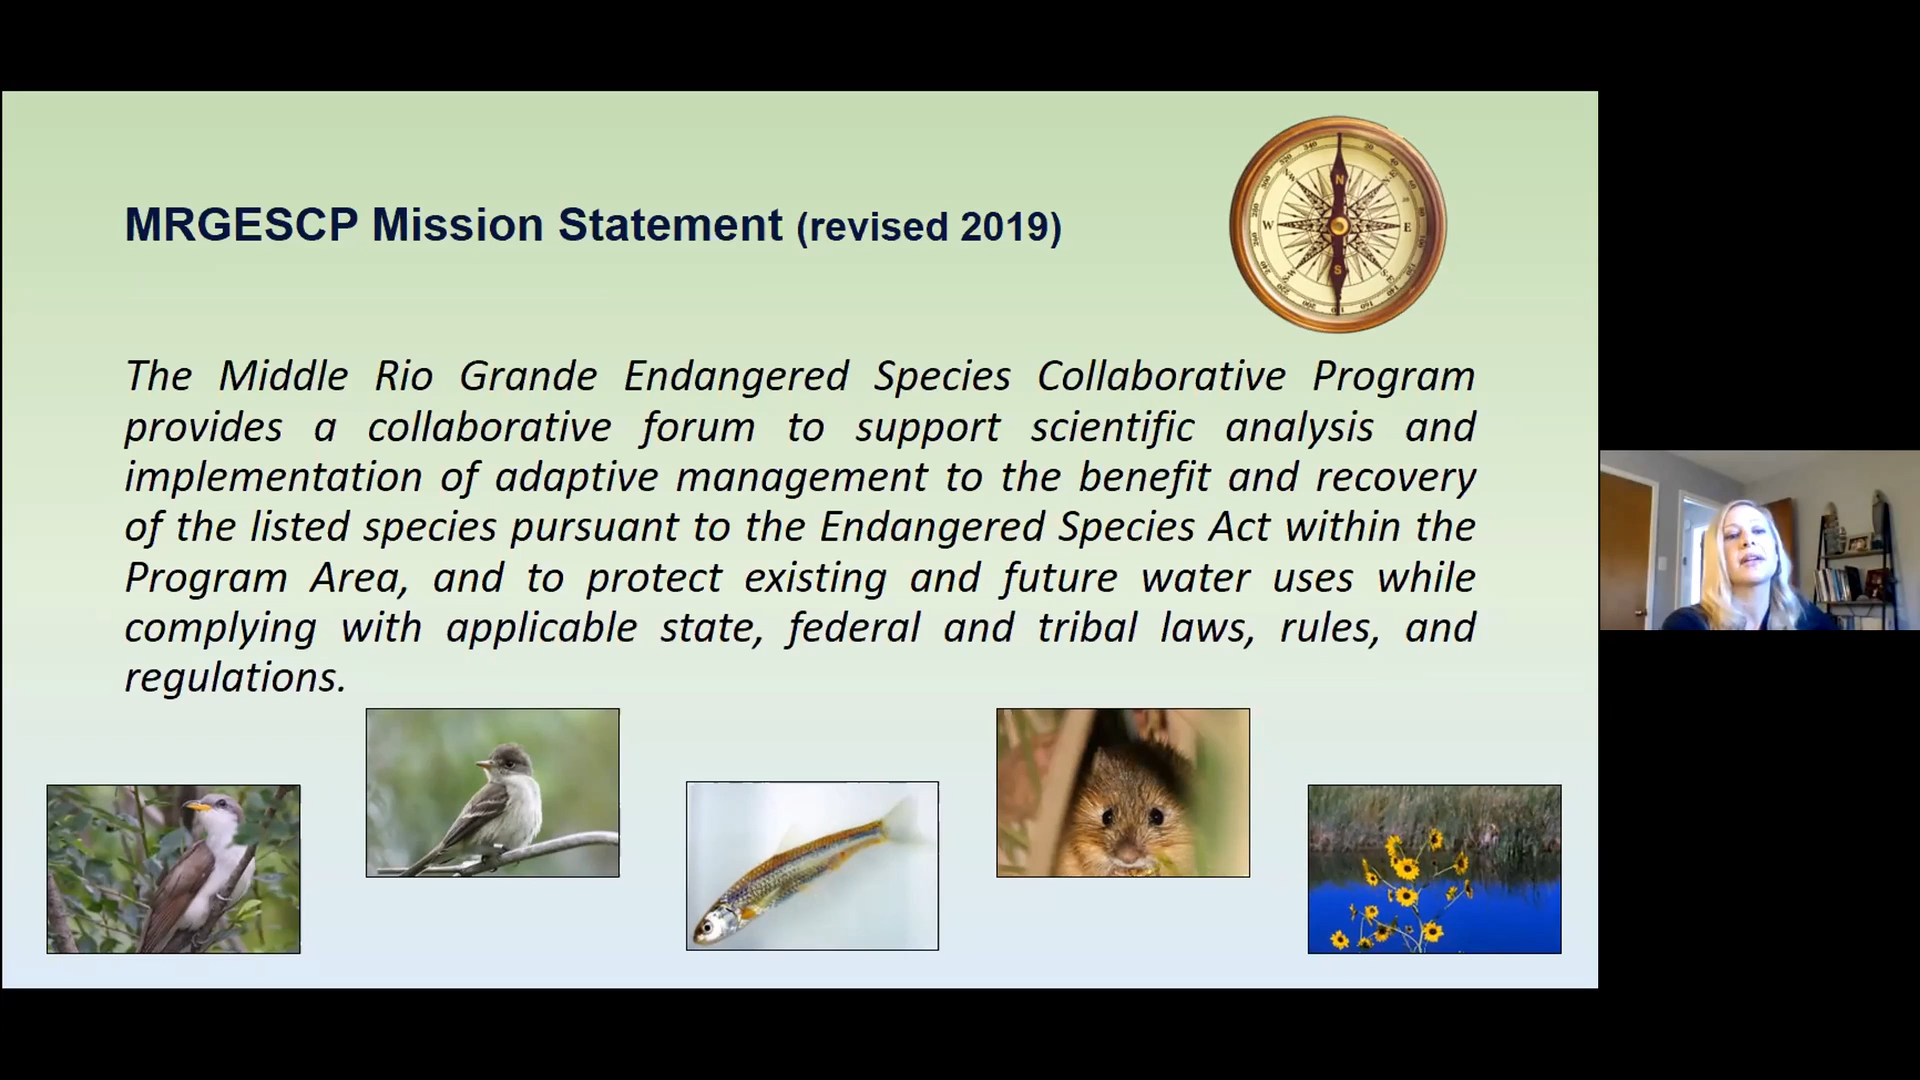 MRGESCP Mission Statement (revised 2019)
N
W
E
S
The Middle Rio Grande Endangered Species Collaborative Program
provides a collaborative forum to support scientific analysis and
implementation of adaptive management to the benefit and recovery
of the listed species pursuant to the Endangered Species Act within the
Program Area, and to protect existing and future water uses while
complying with applicable state, federal and tribal laws, rules, and
regulations.